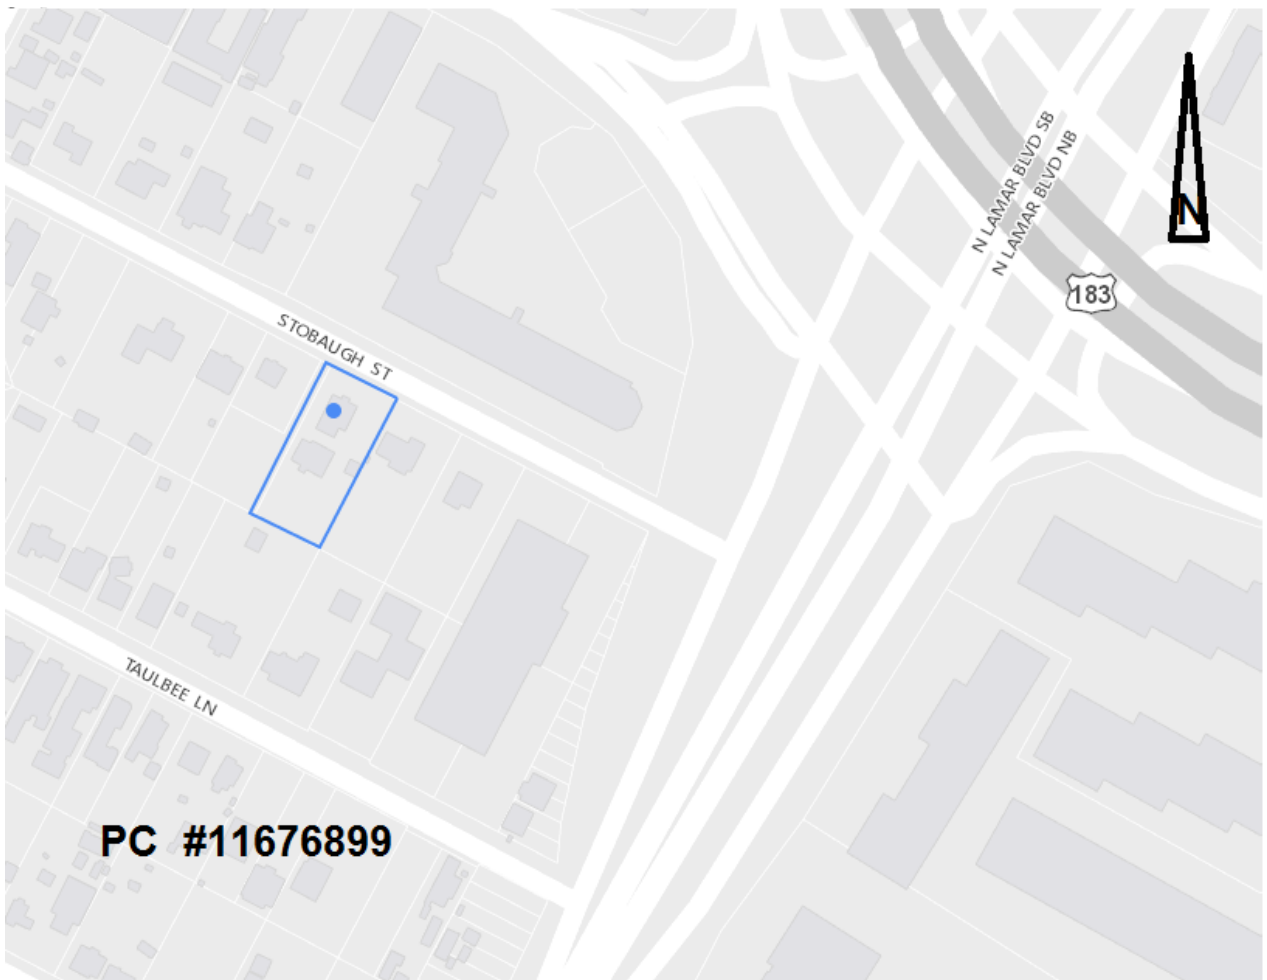 N LAMAR BLVD SB
N LAMAR BLVD NB
N
183
STOBAUGH ST
TAULBEE LN
PC #11676899